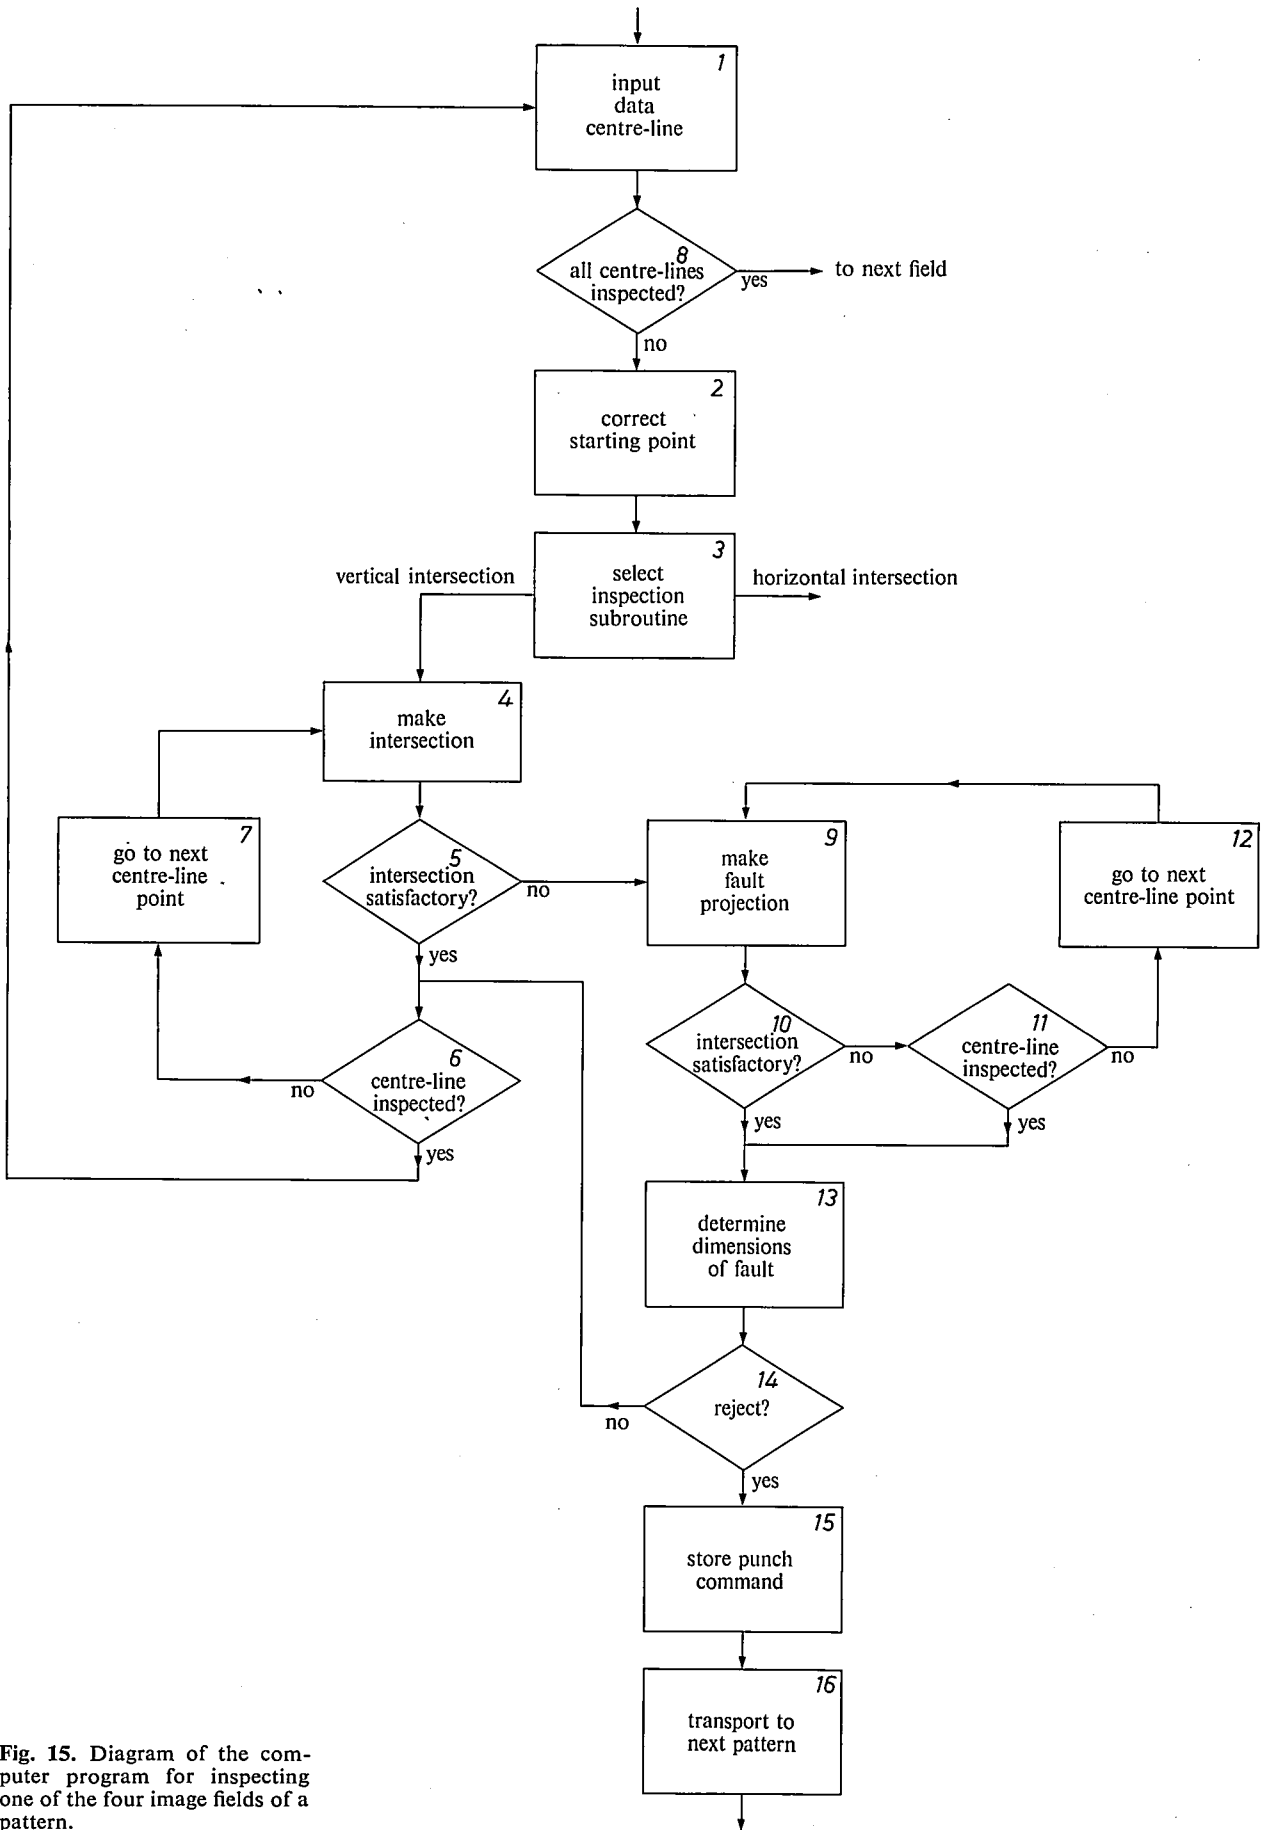 1
input
data
centre-line
8
all centre-lines
inspected?
yes
to next field
no
2
correct
starting point
3
select
inspection
subroutine
vertical intersection
horizontal intersection
4
make
intersection
7
go to next
centre-line
point
5
intersection
satisfactory?
no
yes
9
make
fault
projection
12
go to next
centre-line point
10
intersection
satisfactory?
no
yes
11
centre-line
inspected?
no
yes
6
centre-line
inspected?
no
yes
13
determine
dimensions
of fault
14
reject?
no
yes
15
store punch
command
16
transport to
next pattern
Fig. 15. Diagram of the com-
puter program for inspecting
one of the four image fields of a
pattern.